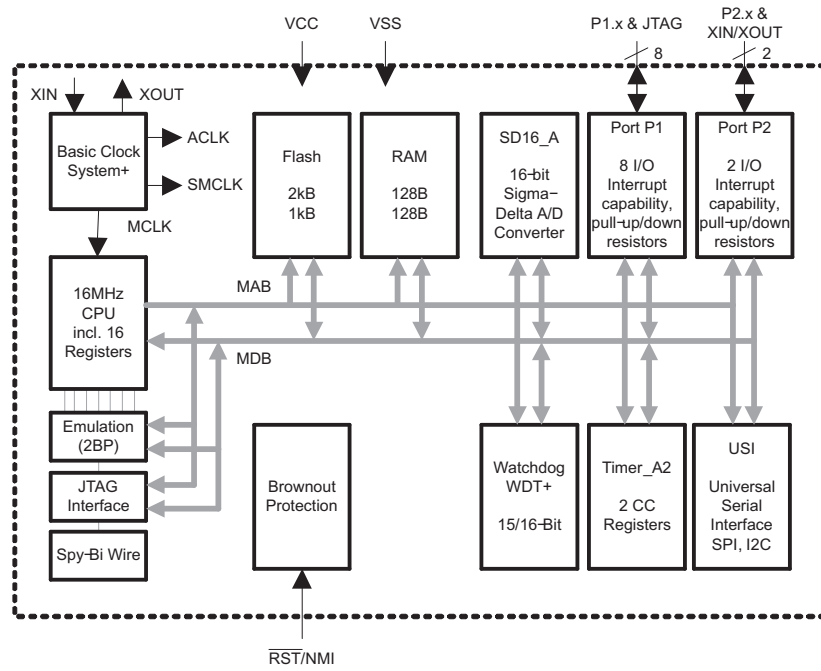 VCC
VSS
P1.x & JTAG
8
P2.x &
XIN/XOUT
2
XIN
XOUT
Basic Clock
System+
ACLK
SMCLK
MCLK
Flash
2kB
1kB
RAM
128B
128B
SD16_A
16-bit
Sigma-
Delta A/D
Converter
Port P1
8 I/O
Interrupt
capability,
pull-up/down
resistors
Port P2
2 I/O
Interrupt
capability,
pull-up/down
resistors
16MHz
CPU
incl. 16
Registers
MAB
MDB
Emulation
(2BP)
JTAG
Interface
Spy-Bi Wire
Brownout
Protection
Watchdog
WDT+
15/16-Bit
Timer_A2
2 CC
Registers
USI
Universal
Serial
Interface
SPI, I2C
RST/NMI